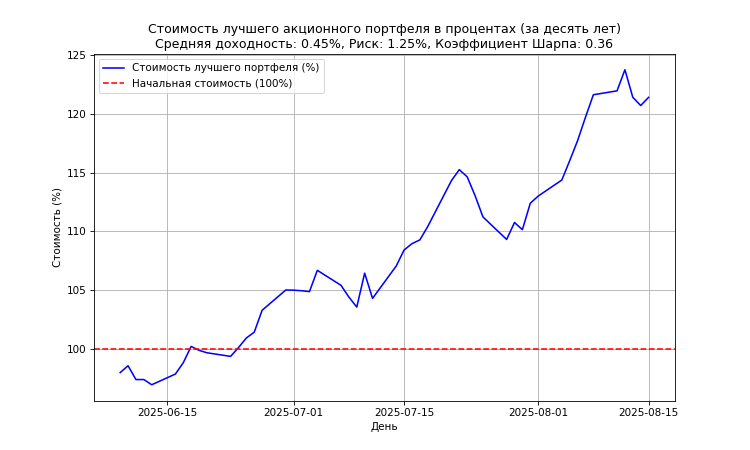 Стоимость лучшего акционного портфеля в процентах (за десять лет)
Средняя доходность: 0.45%, Риск: 1.25%, Коэффициент Шарпа: 0.36
Стоимость лучшего портфеля (%)
Начальная стоимость (100%)
Стоимость (%)
125
120
115
110
105
100
2025-06-15
2025-07-01
2025-07-15
2025-08-01
2025-08-15
День